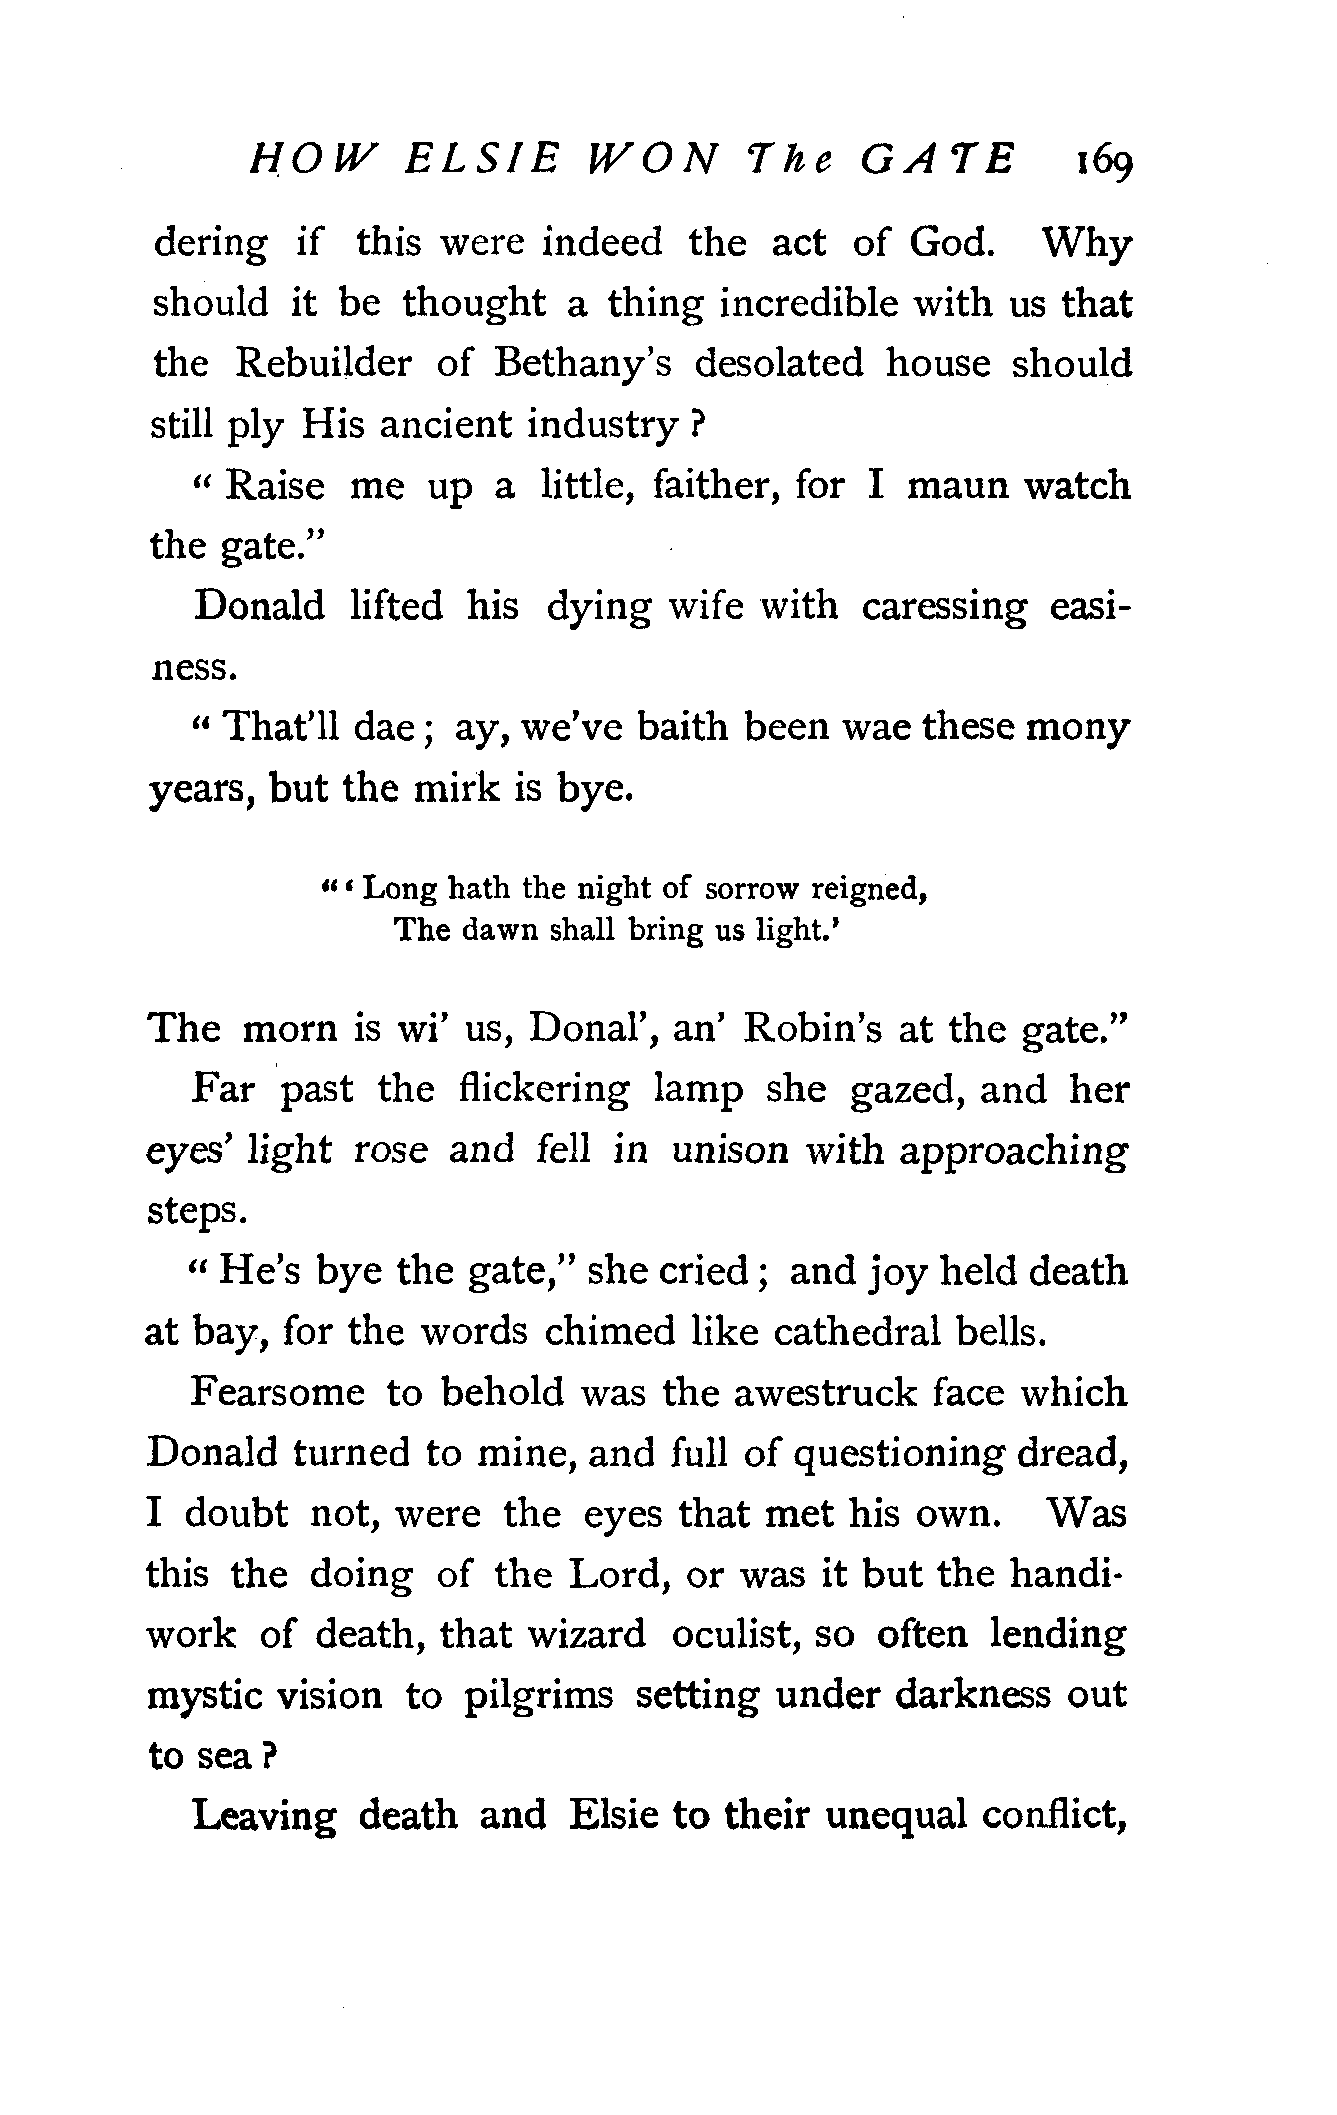 HOW ELSIE WON The GATE 169
dering if this were indeed the act of God. Why
should it be thought a thing incredible with us that
the Rebuilder of Bethany's desolated house should
still ply His ancient industry ?
" Raise me up a little, faither, for I maun watch
the gate."
Donald lifted his dying wife with caressing easi-
ness.
" That'll dae ; ay, we've baith been wae these mony
years, but the mirk is bye.
" ' Long hath the night of sorrow reigned,
The dawn shall bring us light.'
The morn is wi' us, Donal', an' Robin's at the gate."
Far past the flickering lamp she gazed, and her
eyes' light rose and fell in unison with approaching
steps.
" He's bye the gate," she cried ; and joy held death
at bay, for the words chimed like cathedral bells.
Fearsome to behold was the awestruck face which
Donald turned to mine, and full of questioning dread,
I doubt not, were the eyes that met his own. Was
this the doing of the Lord, or was it but the handi-
work of death, that wizard oculist, so often lending
mystic vision to pilgrims setting under darkness out
to sea ?
Leaving death and Elsie to their unequal conflict,